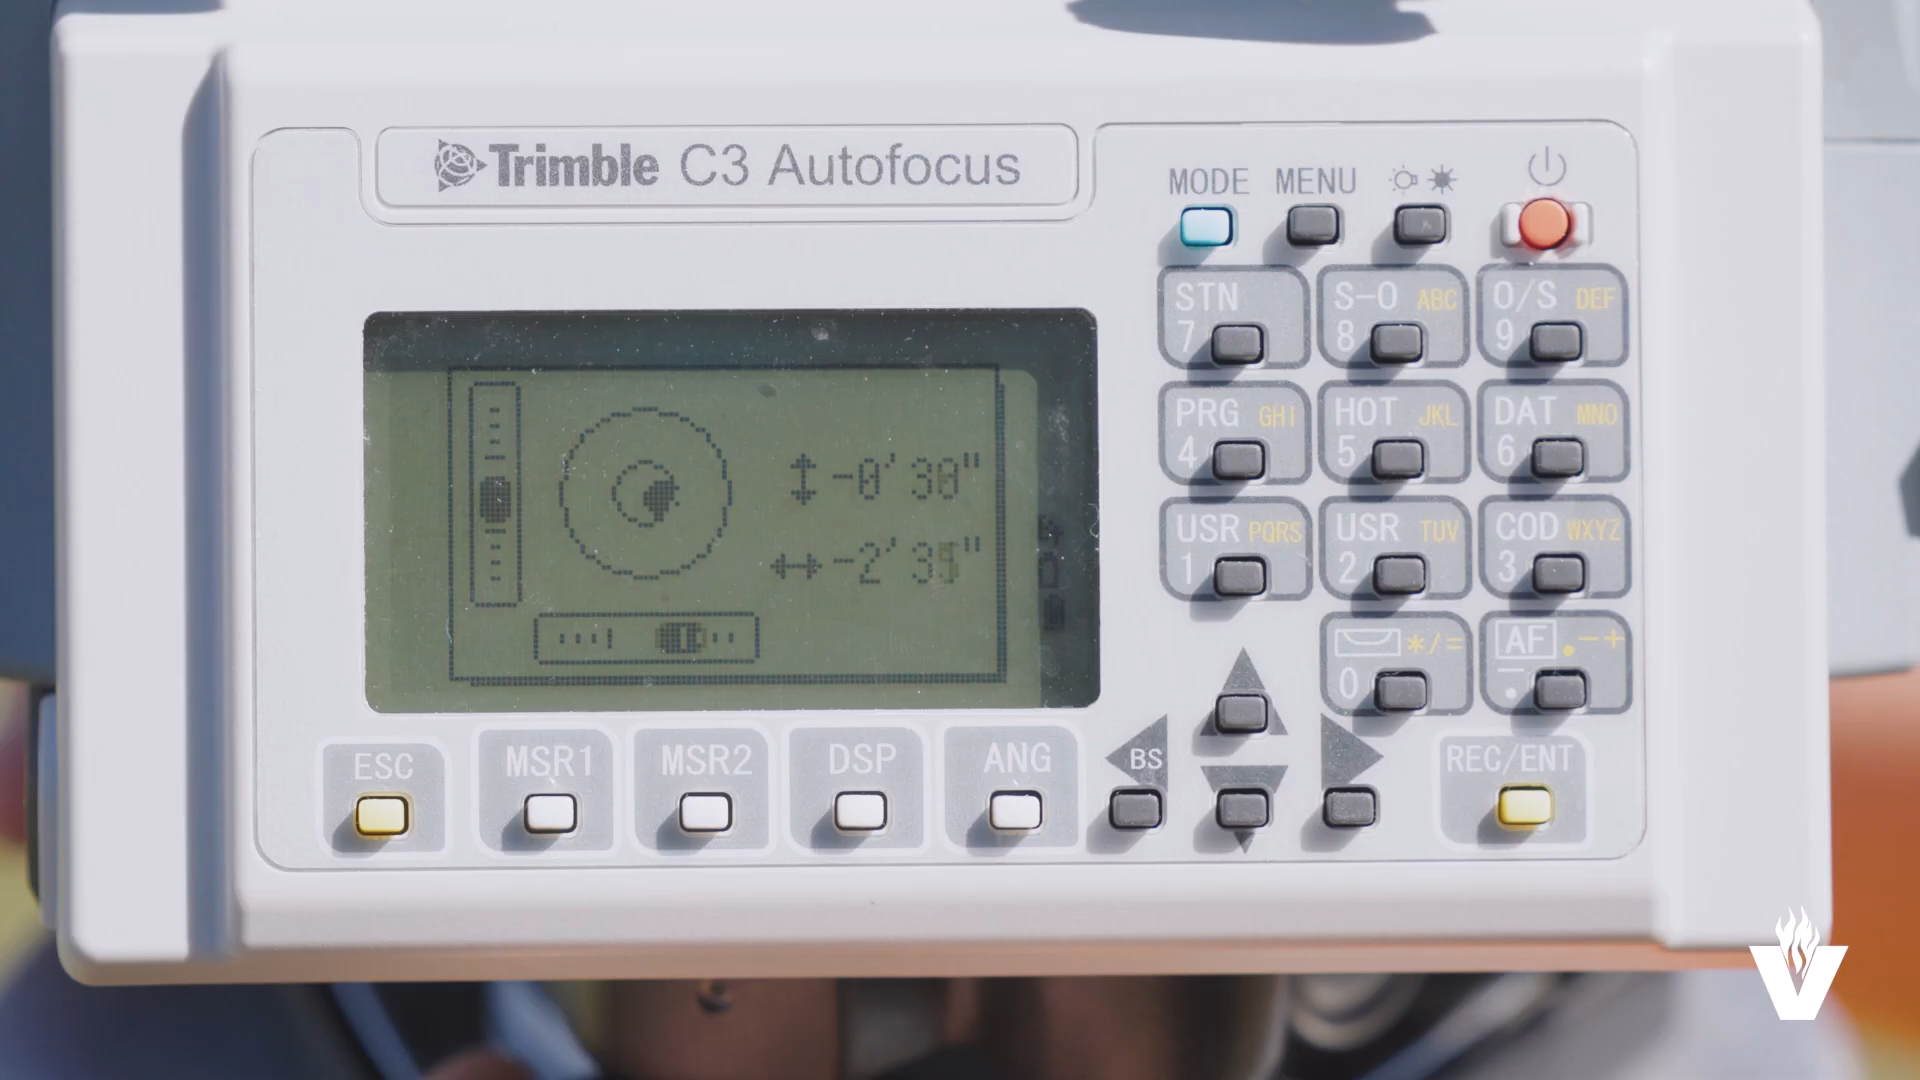 Trimble C3 Autofocus
MODE MENU
STN
7
S-O ABC
8
O/S DEF
9
-0' 30"
PRG GHI
4
HOT JKL
5
DAT MNO
6
USR PQRS
1
USR TUV
2
COD WXYZ
3
*/=
0
AF .-+
-
.
ESC MSR1 MSR2 DSP ANG BS REC/ENT
V